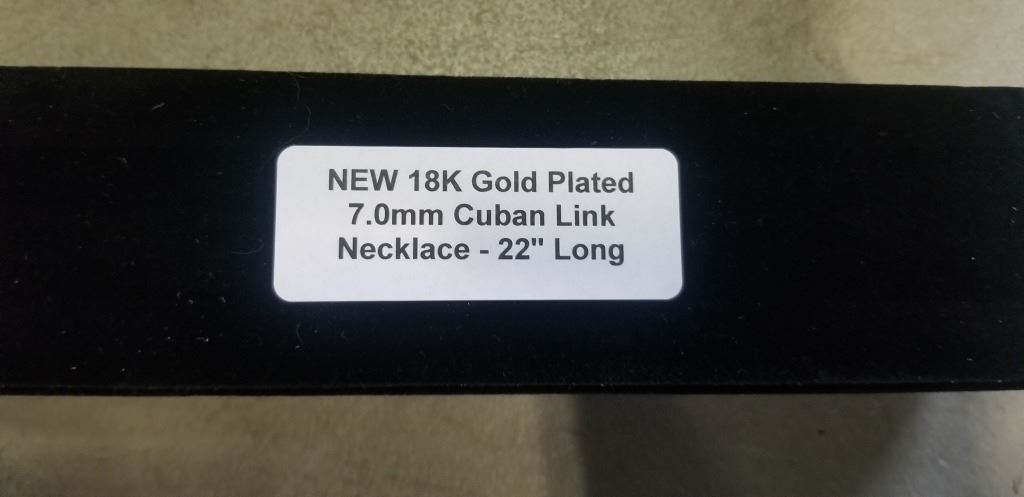 NEW 18K Gold Plated
7.0mm Cuban Link
Necklace - 22" Long